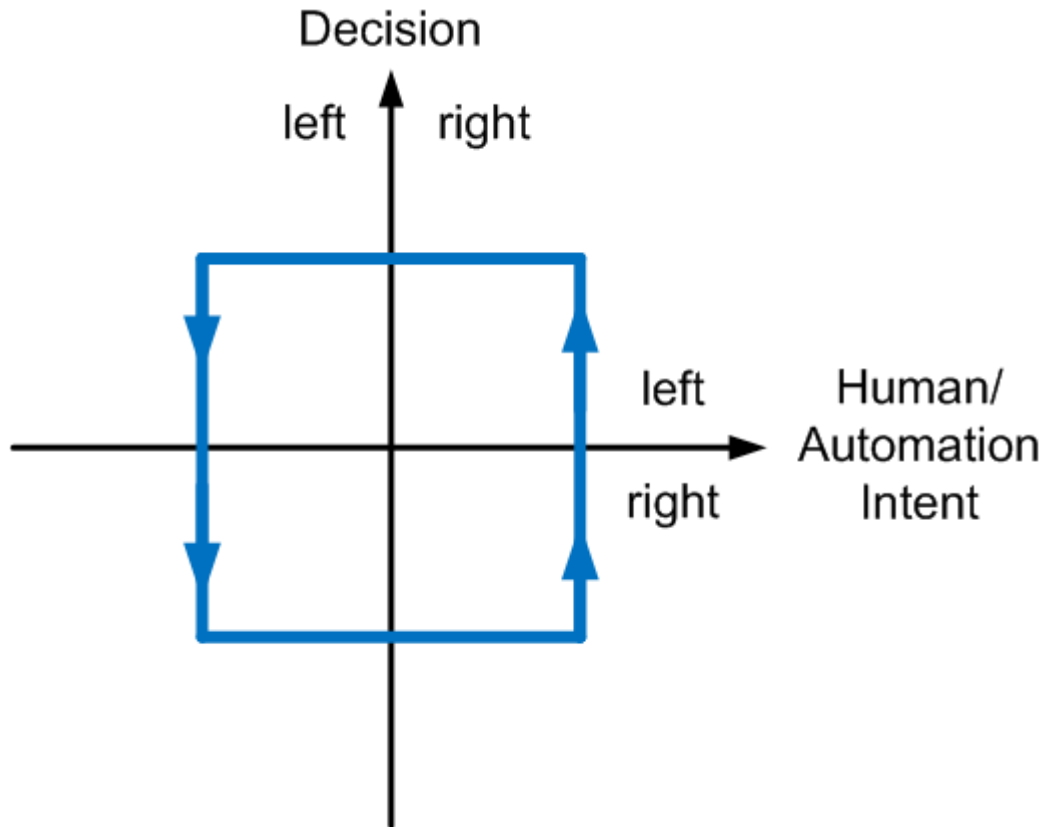 Decision
left
right
left
right
Human/
Automation
Intent